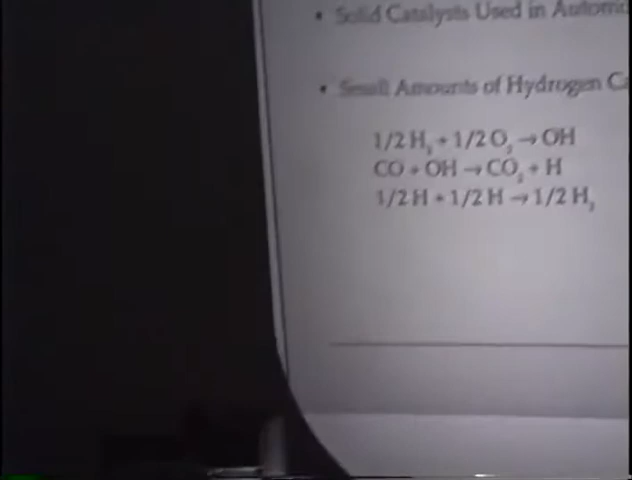 • Solid Catalysts Used in
• Small Amounts of Hydrogen
1/2 H₂ + 1/2 O₂ → OH
CO + OH → CO₂ + H
1/2 H + 1/2 H → 1/2 H₂